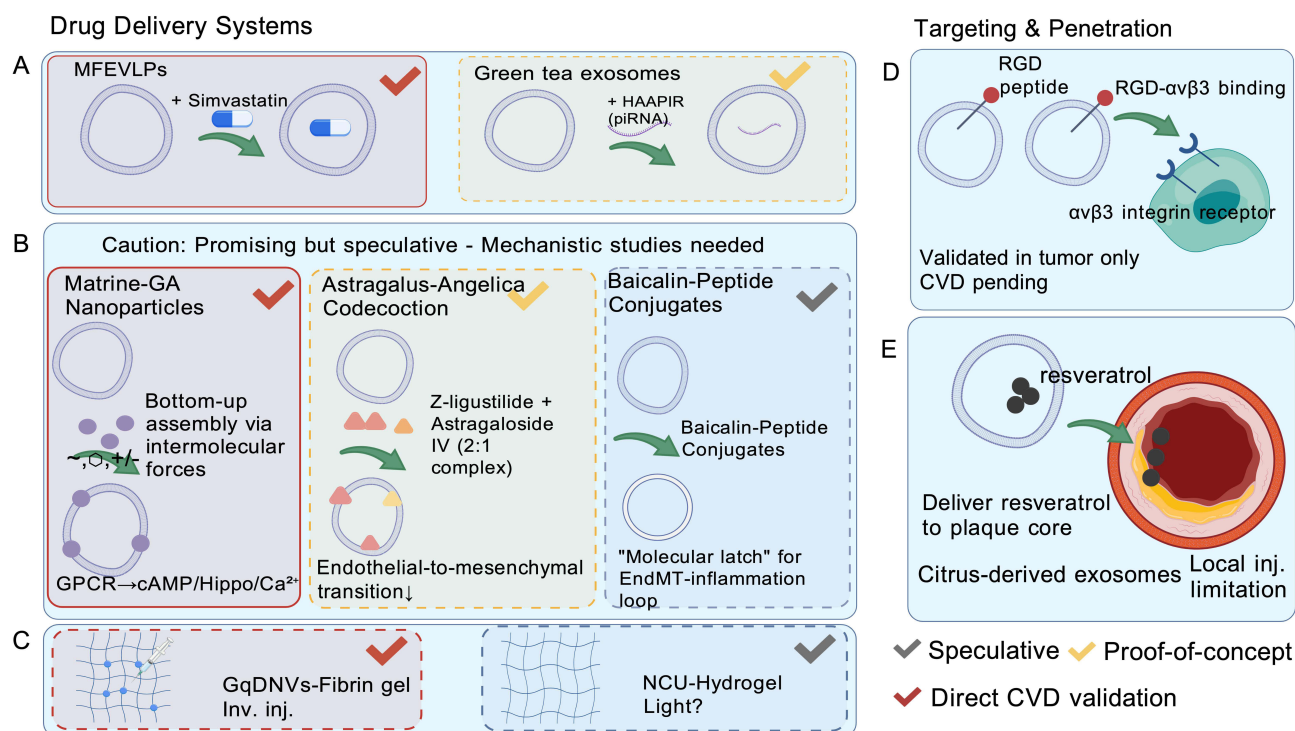 Drug Delivery Systems
A
MFEVLPs
+ Simvastatin
Green tea exosomes
+ HAAPIR
(piRNA)
B
Caution: Promising but speculative - Mechanistic studies needed
Matrine-GA
Nanoparticles
Bottom-up
assembly via
intermolecular
forces
~,⌬,+/-
GPCR→cAMP/Hippo/Ca²⁺
Astragalus-Angelica
Codecoction
Z-ligustilide +
Astragaloside
IV (2:1
complex)
Endothelial-to-mesenchymal
transition↓
Baicalin-Peptide
Conjugates
Baicalin-Peptide
Conjugates
"Molecular latch" for
EndMT-inflammation
loop
C
GqDNVs-Fibrin gel
Inv. inj.
NCU-Hydrogel
Light?
Targeting & Penetration
D
RGD
peptide
RGD-αvβ3 binding
αvβ3 integrin receptor
Validated in tumor only
CVD pending
E
resveratrol
Deliver resveratrol
to plaque core
Citrus-derived exosomes
Local inj.
limitation
Speculative
Proof-of-concept
Direct CVD validation